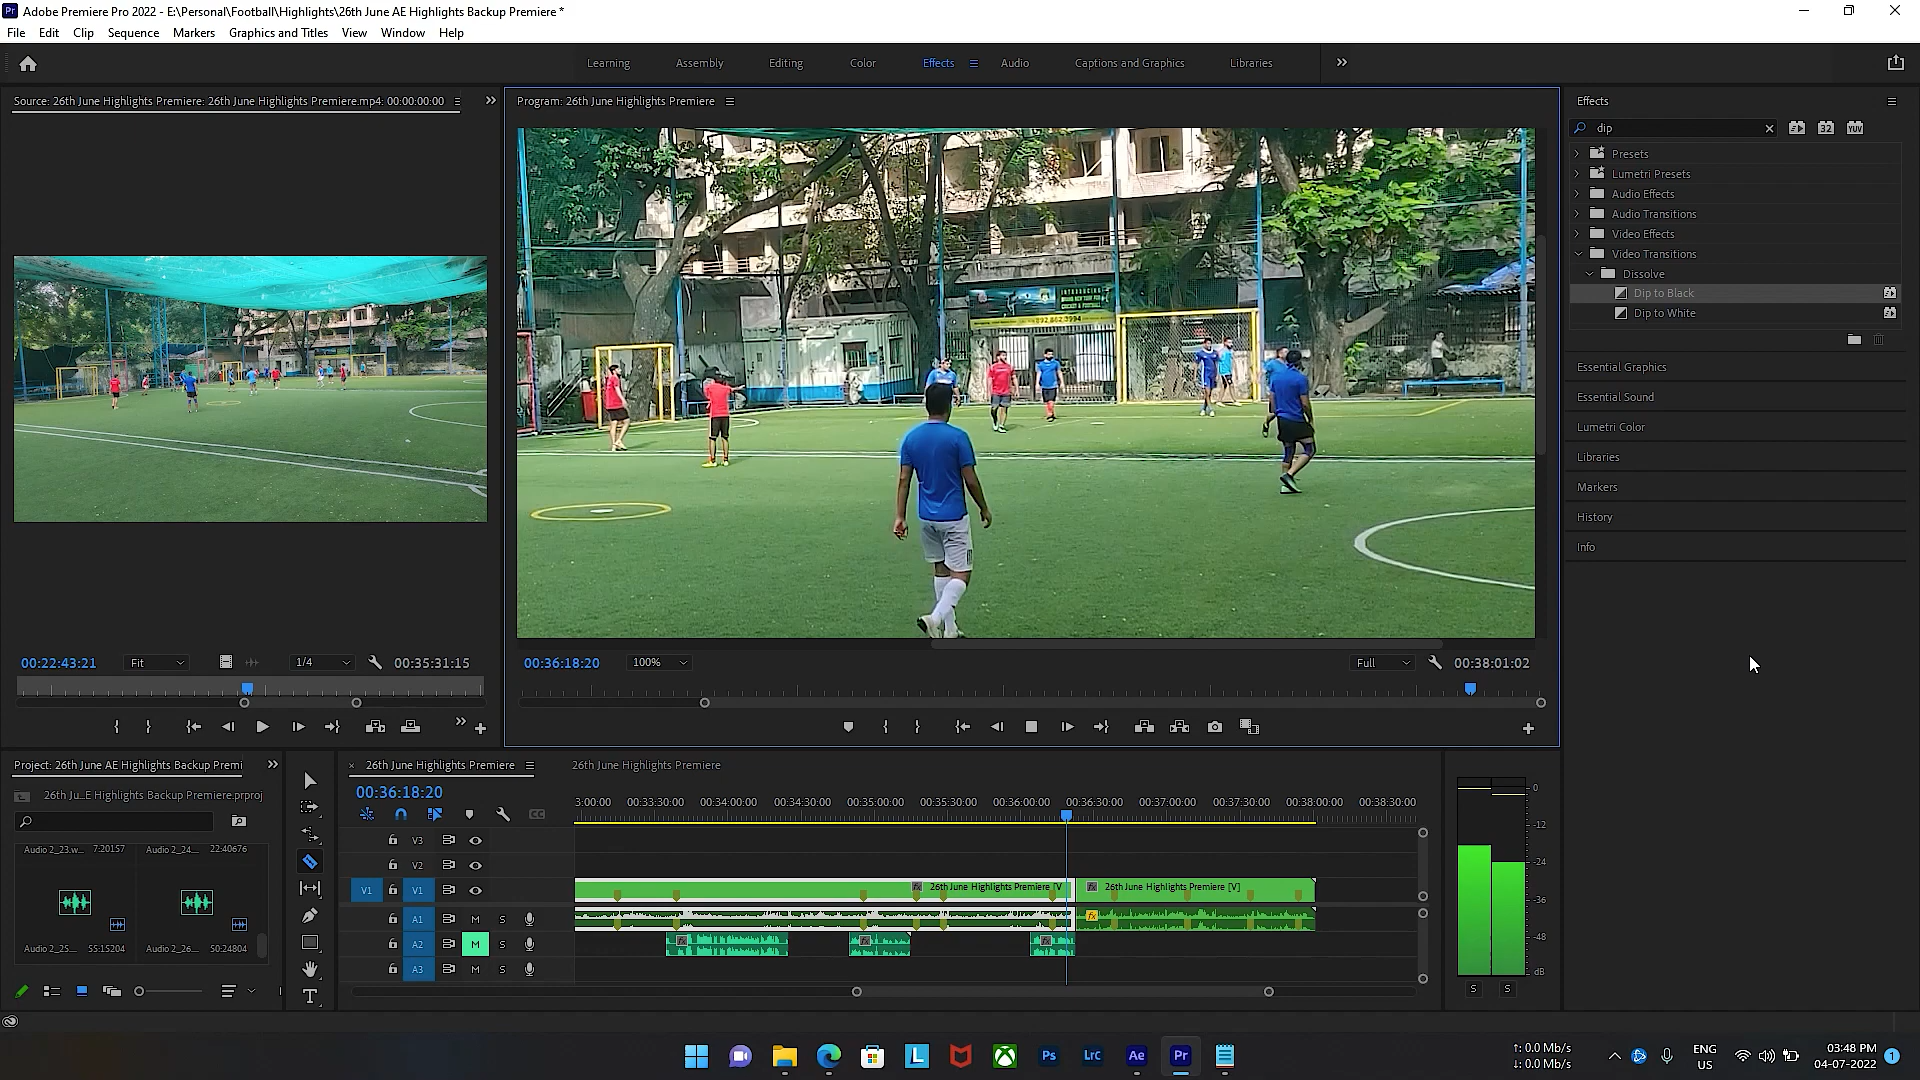 Adobe Premiere Pro 2022 - E:\Personal\Football\Highlights\26th June AE Highlights Backup Premiere *
File Edit Clip Sequence Markers Graphics and Titles View Window Help
Learning Assembly Editing Color Effects Audio Captions and Graphics Libraries
Source: 26th June Highlights Premiere: 26th June Highlights Premiere.mp4: 00:00:00:00
Program: 26th June Highlights Premiere
Effects
dip
32
YUV
Presets
Lumetri Presets
Audio Effects
Audio Transitions
Video Effects
Video Transitions
Dissolve
Dip to Black
Dip to White
Essential Graphics
Essential Sound
Lumetri Color
Libraries
Markers
History
Info
00:22:43:21 Fit 1/4 00:35:31:15
00:36:18:20 100% Full 00:38:01:02
Project: 26th June AE Highlights Backup Premi
26th Ju...E Highlights Backup Premiere.prproj
Audio 2_23.w... 7:20157 Audio 2_24.... 22:40676
Audio 2_25.... 55:15204 Audio 2_26.... 50:24804
26th June Highlights Premiere
26th June Highlights Premiere
00:36:18:20
3:00:00 00:33:30:00 00:34:00:00 00:34:30:00 00:35:00:00 00:35:30:00 00:36:00:00 00:36:30:00 00:37:00:00 00:37:30:00 00:38:00:00 00:38:30:00
V3
V2
V1 V1
26th June Highlights Premiere [V
26th June Highlights Premiere [V]
A1 M S
A2 M S
A3 M S
0
-12
-24
-36
-48
dB
S S
L Ps Lrc Ae Pr
↑: 0.0 Mb/s
↓: 0.0 Mb/s
ENG
US
03:48 PM
04-07-2022
1